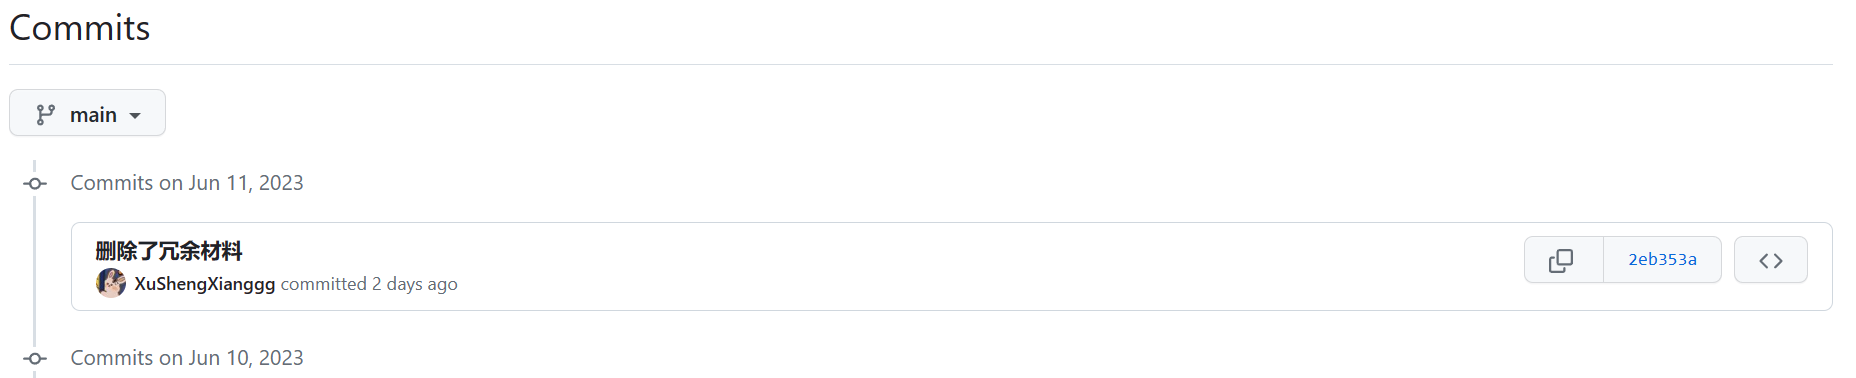 Commits
main
Commits on Jun 11, 2023
删除了冗余材料
2eb353a
XuShengXianggg committed 2 days ago
Commits on Jun 10, 2023